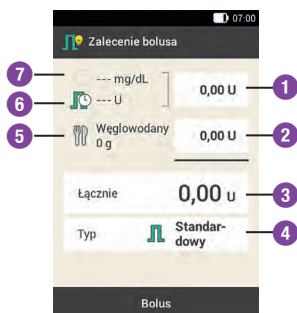 07:00
Zalecenie bolusa
7
--- mg/dL
0,00 U
1
6
--- U
5
Węglowodany
0 g
0,00 U
2
Łącznie
0,00 U
3
Typ
Standar-
dowy
4
Bolus